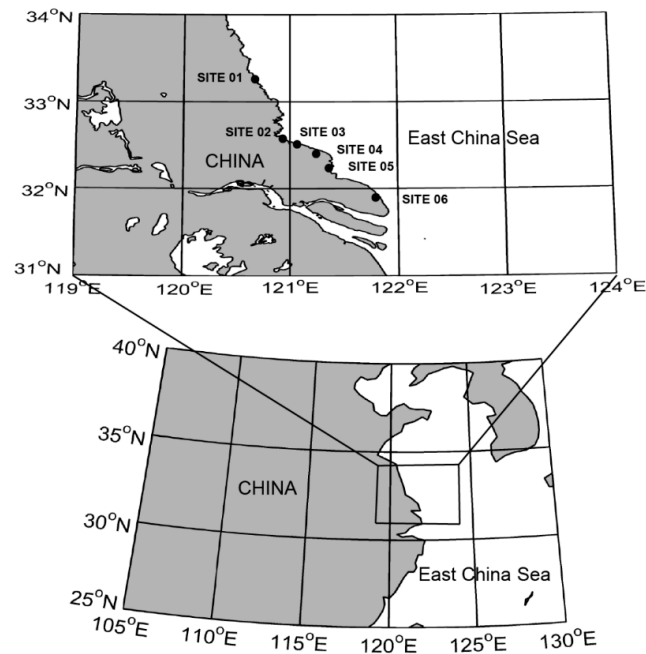 34°N
SITE 01
33°N
SITE 02 SITE 03
SITE 04 East China Sea
CHINA SITE 05
32°N
SITE 06
31°N
119°E 120°E 121°E 122°E 123°E 124°E
40°N
35°N
CHINA
30°N
East China Sea
25°N
105°E 110°E 115°E 120°E 125°E 130°E